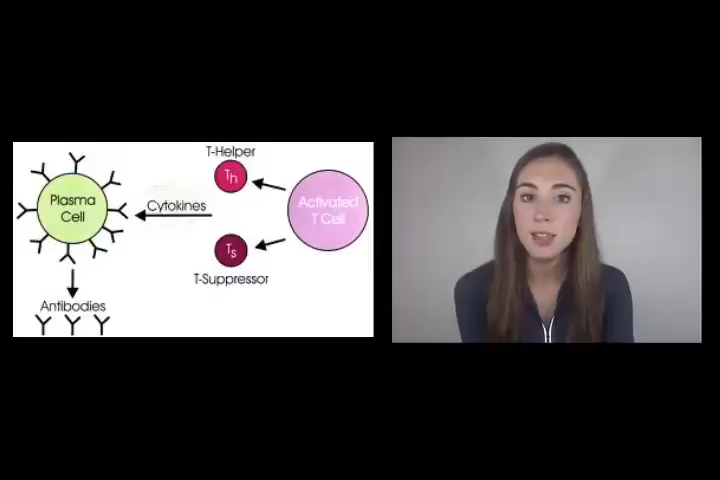 T-Helper
Th
Plasma
Cell
Cytokines
Activated
T Cell
Ts
T-Suppressor
Antibodies